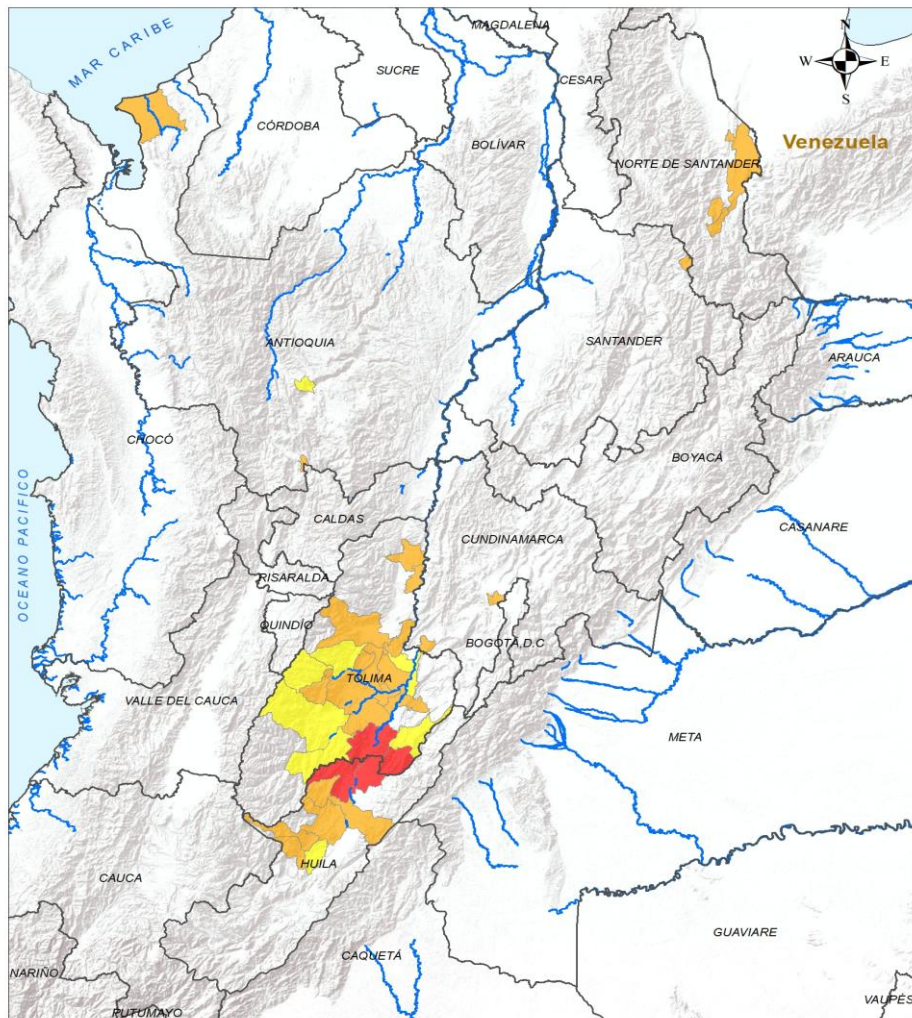 MAGDALENA
MAR CARIBE
N
W
E
S
SUCRE
CESAR
CÓRDOBA
BOLÍVAR
Venezuela
NORTE DE SANTANDER
ANTIOQUIA
SANTANDER
ARAUCA
CHOCÓ
BOYACÁ
OCEANO PACIFICO
CALDAS
CUNDINAMARCA
CASANARE
RISARALDA
QUINDÍO
BOGOTÁ,D.C
TOLIMA
VALLE DEL CAUCA
META
HUILA
CAUCA
GUAVIARE
CAQUETÁ
NARIÑO
VAUPÉS
PUTUMAYO